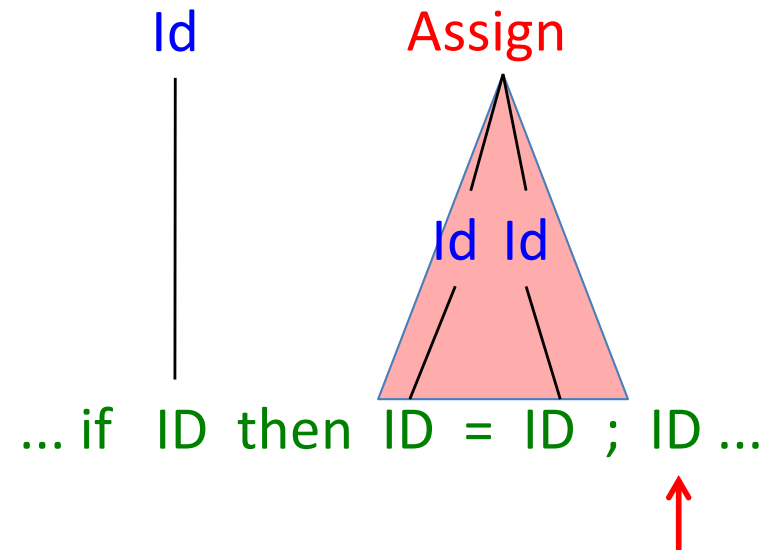 Id Assign
Id Id
... if ID then ID = ID ; ID ...